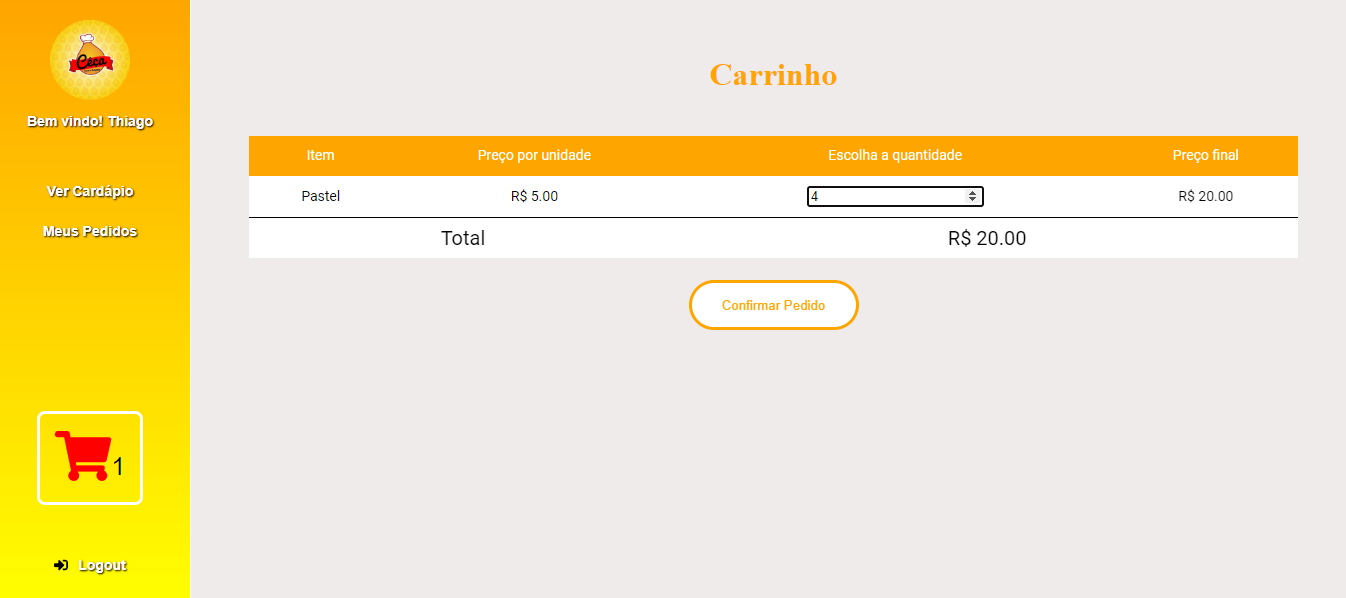 Ceça
Bem vindo! Thiago
Ver Cardápio
Meus Pedidos
1
Logout
Carrinho
Item Preço por unidade Escolha a quantidade Preço final
Pastel R$ 5.00 4 R$ 20.00
Total R$ 20.00
Confirmar Pedido